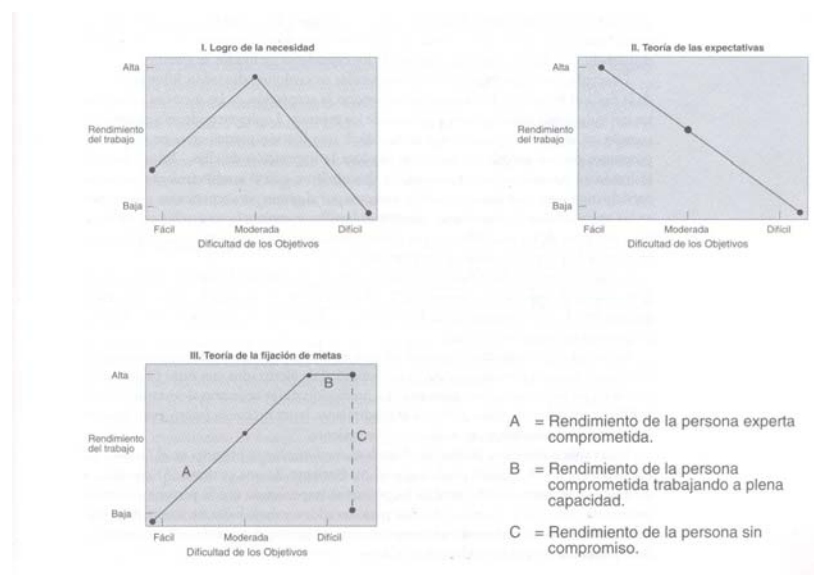 I. Logro de la necesidad
Alta
Rendimiento
del trabajo
Baja
Fácil Moderada Difícil
Dificultad de los Objetivos
II. Teoría de las expectativas
Alta
Rendimiento
del trabajo
Baja
Fácil Moderada Difícil
Dificultad de los Objetivos
III. Teoría de la fijación de metas
Alta
B
Rendimiento
del trabajo
C
A
Baja
Fácil Moderada Difícil
Dificultad de los Objetivos
A = Rendimiento de la persona experta
comprometida.
B = Rendimiento de la persona
comprometida trabajando a plena
capacidad.
C = Rendimiento de la persona sin
compromiso.